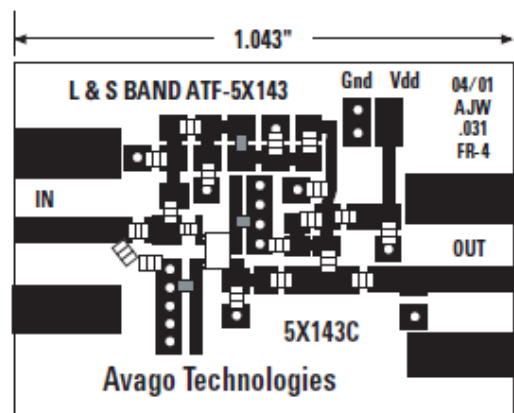 1.043"
L & S BAND ATF-5X143
Gnd Vdd
04/01
AJW
.031
FR-4
IN
OUT
5X143C
Avago Technologies